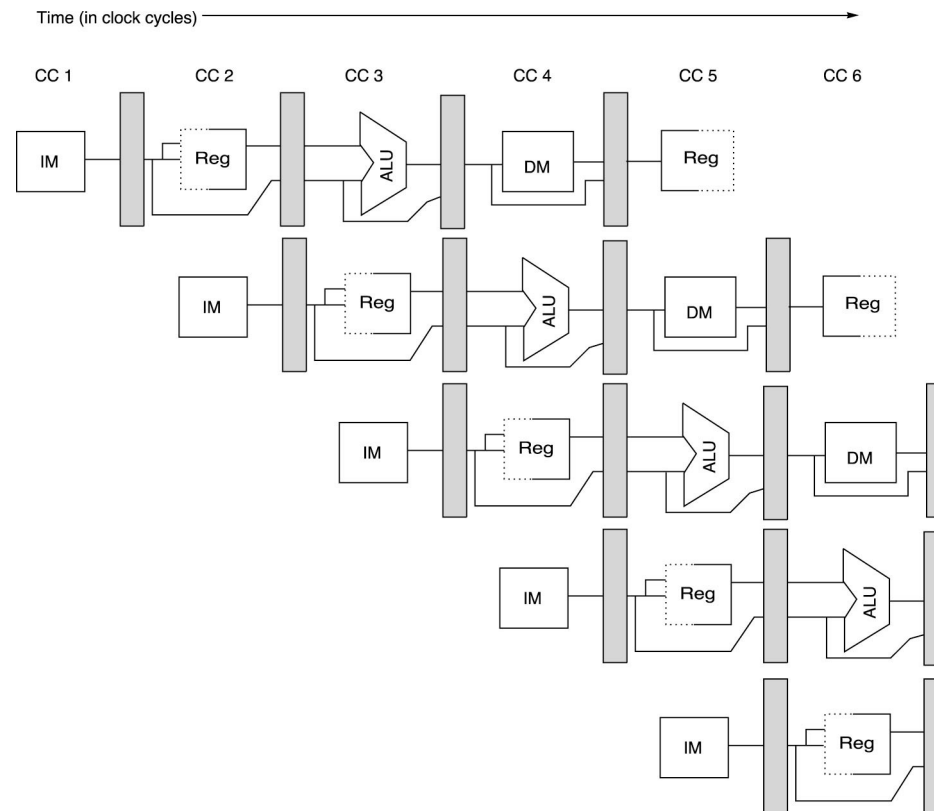 Time (in clock cycles)
CC 1 CC 2 CC 3 CC 4 CC 5 CC 6
IM Reg ALU DM Reg
IM Reg ALU DM Reg
IM Reg ALU DM
IM Reg ALU
IM Reg